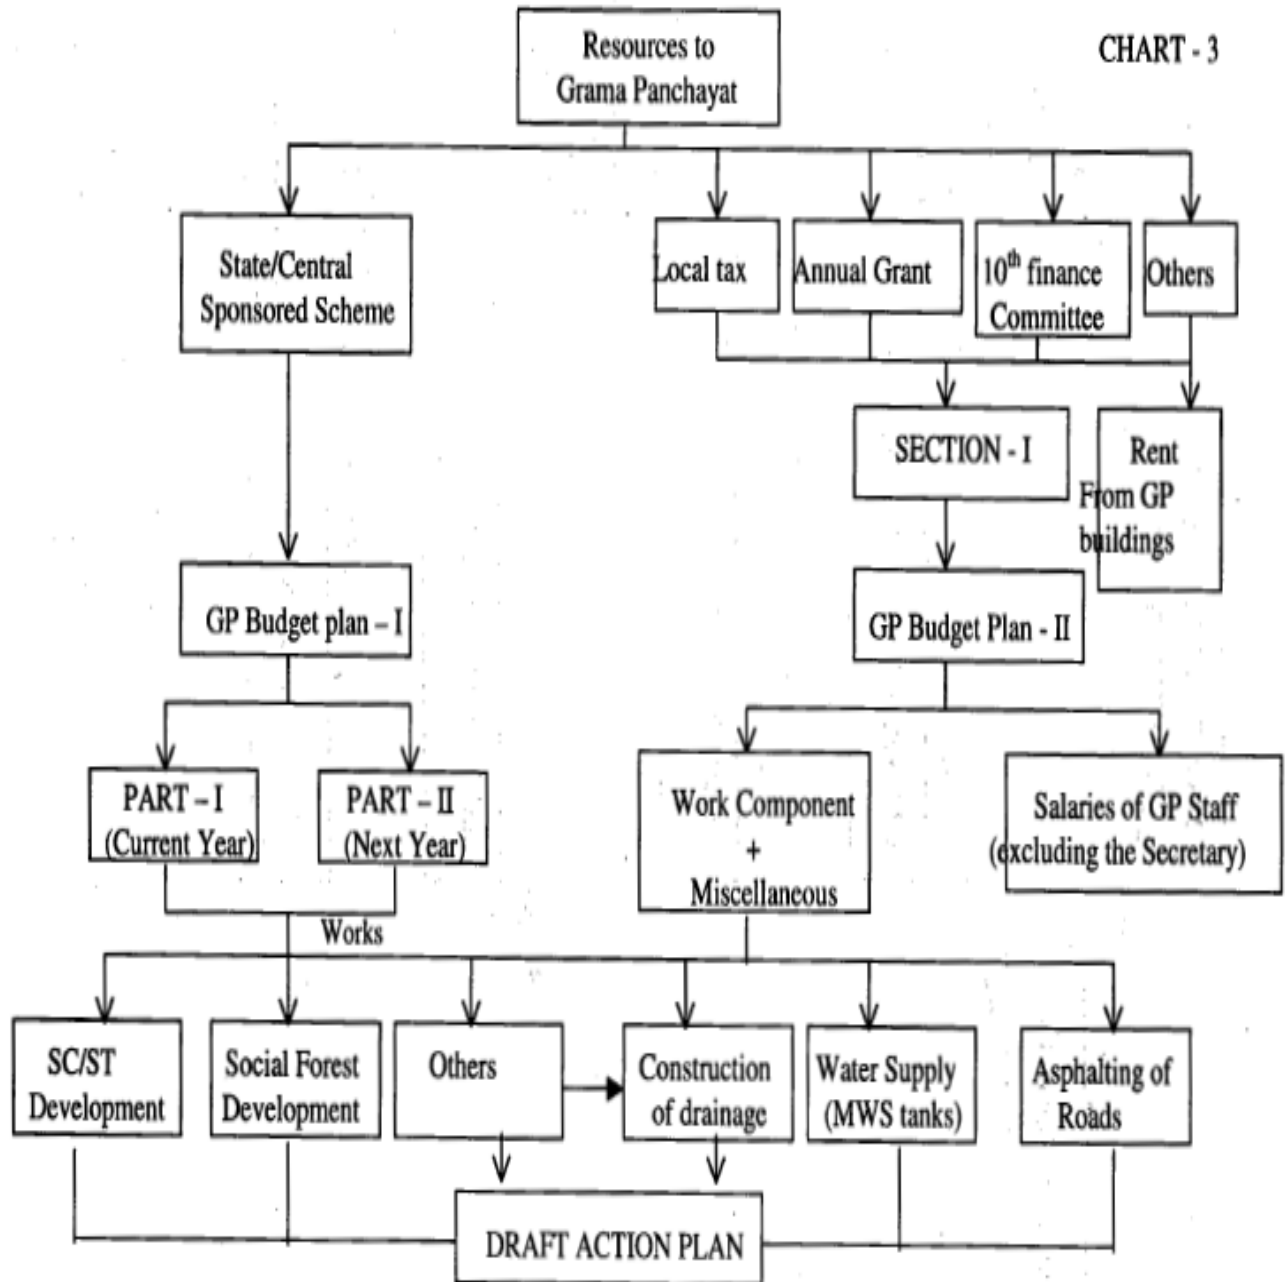 Resources to
Grama Panchayat
CHART - 3
State/Central
Sponsored Scheme
Local tax
Annual Grant
10th finance
Committee
Others
SECTION - I
Rent
From GP
buildings
GP Budget plan – I
GP Budget Plan - II
PART – I
(Current Year)
PART – II
(Next Year)
Work Component
+
Miscellaneous
Salaries of GP Staff
(excluding the Secretary)
Works
SC/ST
Development
Social Forest
Development
Others
Construction
of drainage
Water Supply
(MWS tanks)
Asphalting of
Roads
DRAFT ACTION PLAN